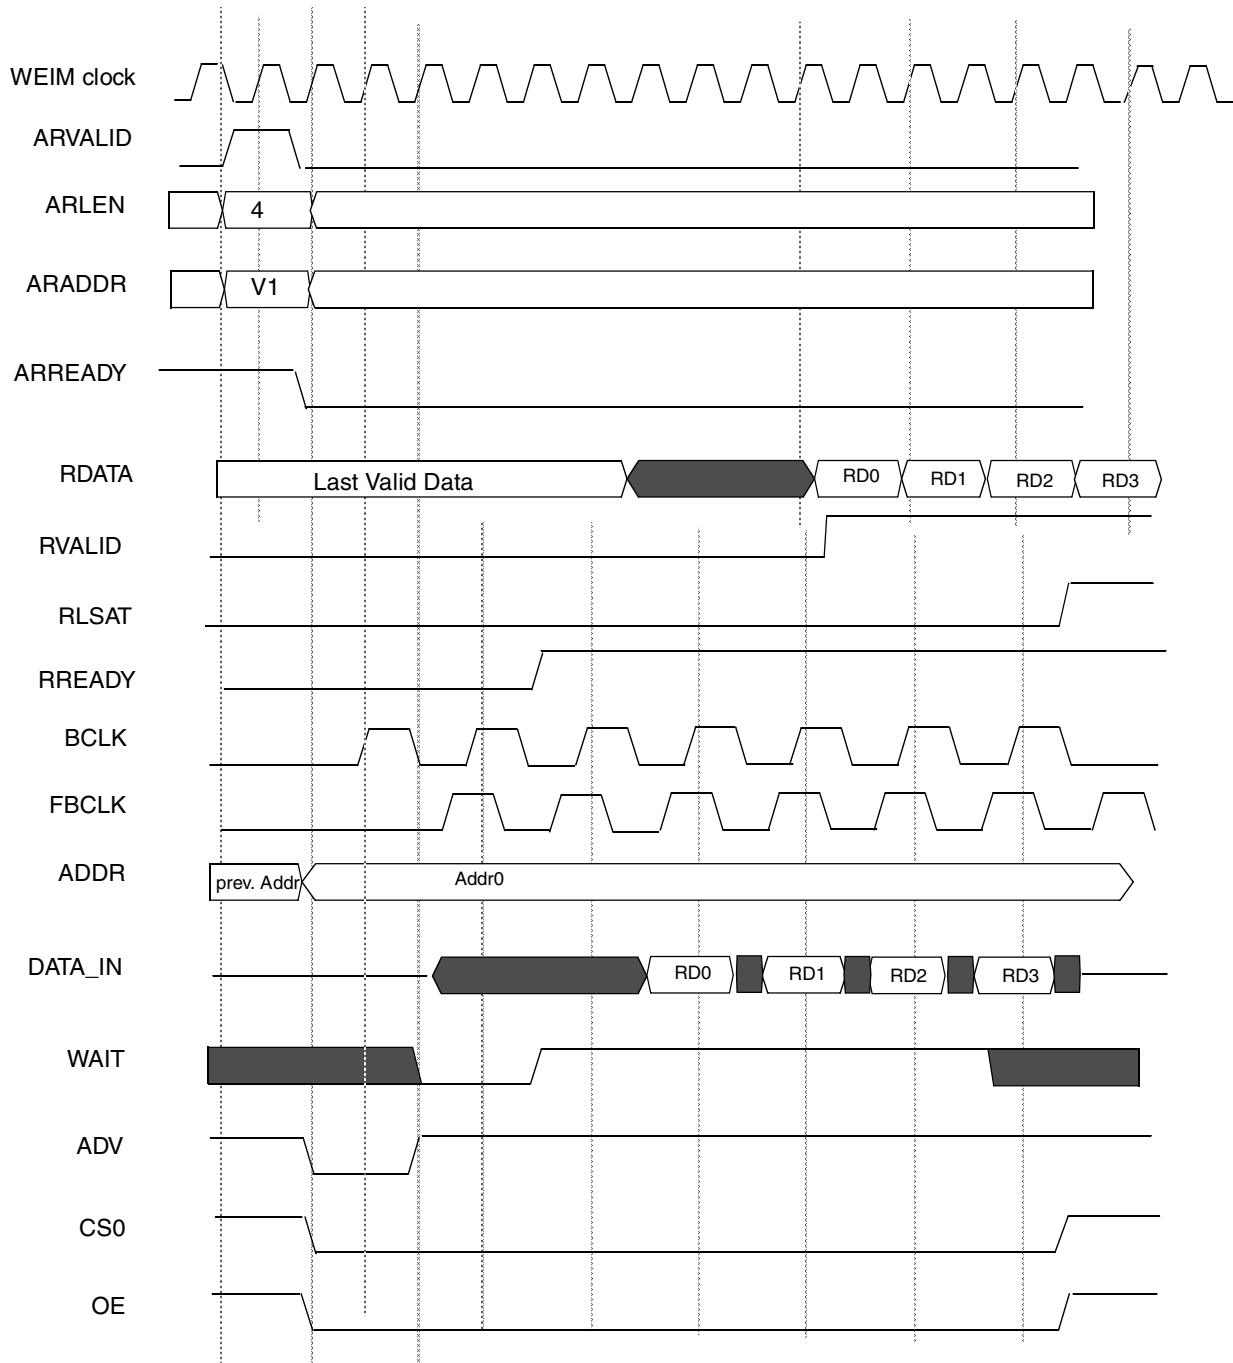 WEIM clock
ARVALID
ARLEN
4
ARADDR
V1
ARREADY
RDATA
Last Valid Data
RD0
RD1
RD2
RD3
RVALID
RLSAT
RREADY
BCLK
FBCLK
ADDR
prev. Addr
Addr0
DATA_IN
RD0
RD1
RD2
RD3
WAIT
ADV
CS0
OE